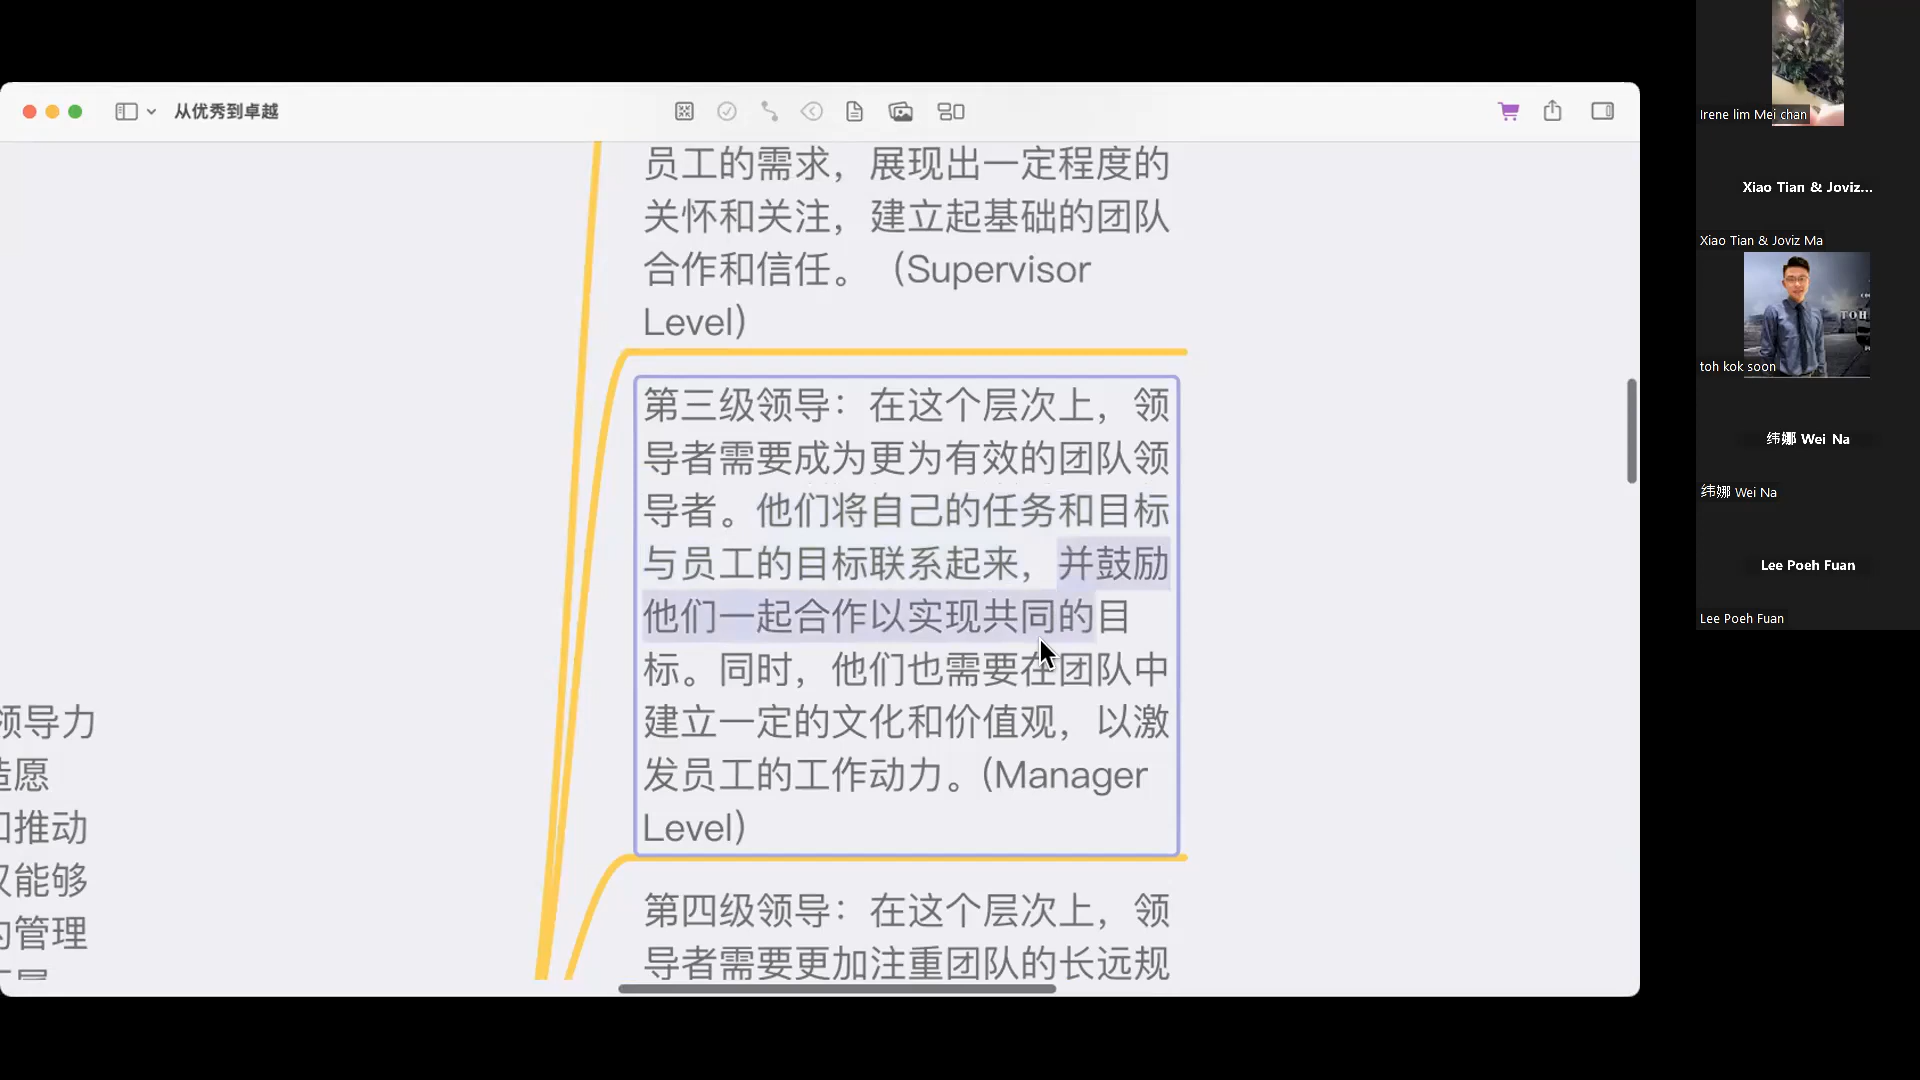 从优秀到卓越
员工的需求，展现出一定程度的
关怀和关注，建立起基础的团队
合作和信任。（Supervisor
Level)
第三级领导：在这个层次上，领
导者需要成为更为有效的团队领
导者。他们将自己的任务和目标
与员工的目标联系起来，并鼓励
他们一起合作以实现共同的目
标。同时，他们也需要在团队中
建立一定的文化和价值观，以激
发员工的工作动力。(Manager
Level)
第四级领导：在这个层次上，领
导者需要更加注重团队的长远规
领导力
愿
推动
能够
管理
Irene lim Mei chan
Xiao Tian & Joviz...
Xiao Tian & Joviz Ma
TOH
toh kok soon
纬娜 Wei Na
纬娜 Wei Na
Lee Poeh Fuan
Lee Poeh Fuan